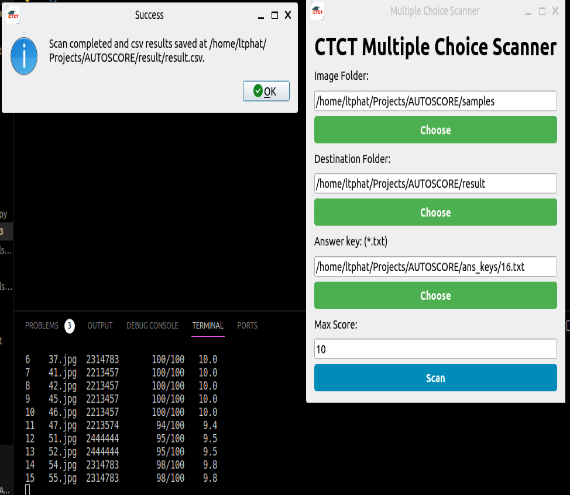 CTCT
Success
Scan completed and csv results saved at /home/ltphat/
Projects/AUTOSCORE/result/result.csv.
OK
CTCT
Multiple Choice Scanner
CTCT Multiple Choice Scanner
Image Folder:
/home/ltphat/Projects/AUTOSCORE/samples
Choose
Destination Folder:
/home/ltphat/Projects/AUTOSCORE/result
Choose
Answer key: (*.txt)
/home/ltphat/Projects/AUTOSCORE/ans_keys/16.txt
Choose
Max Score:
10
Scan
py
3
ls...
ls...
t
A...
PROBLEMS 3 OUTPUT DEBUG CONSOLE TERMINAL PORTS
6 37.jpg 2314783 100/100 10.0
7 41.jpg 2213457 100/100 10.0
8 42.jpg 2213457 100/100 10.0
9 45.jpg 2213457 100/100 10.0
10 46.jpg 2213457 100/100 10.0
11 47.jpg 2213574 94/100 9.4
12 51.jpg 2444444 95/100 9.5
13 52.jpg 2444444 95/100 9.5
14 54.jpg 2314783 98/100 9.8
15 55.jpg 2314783 98/100 9.8